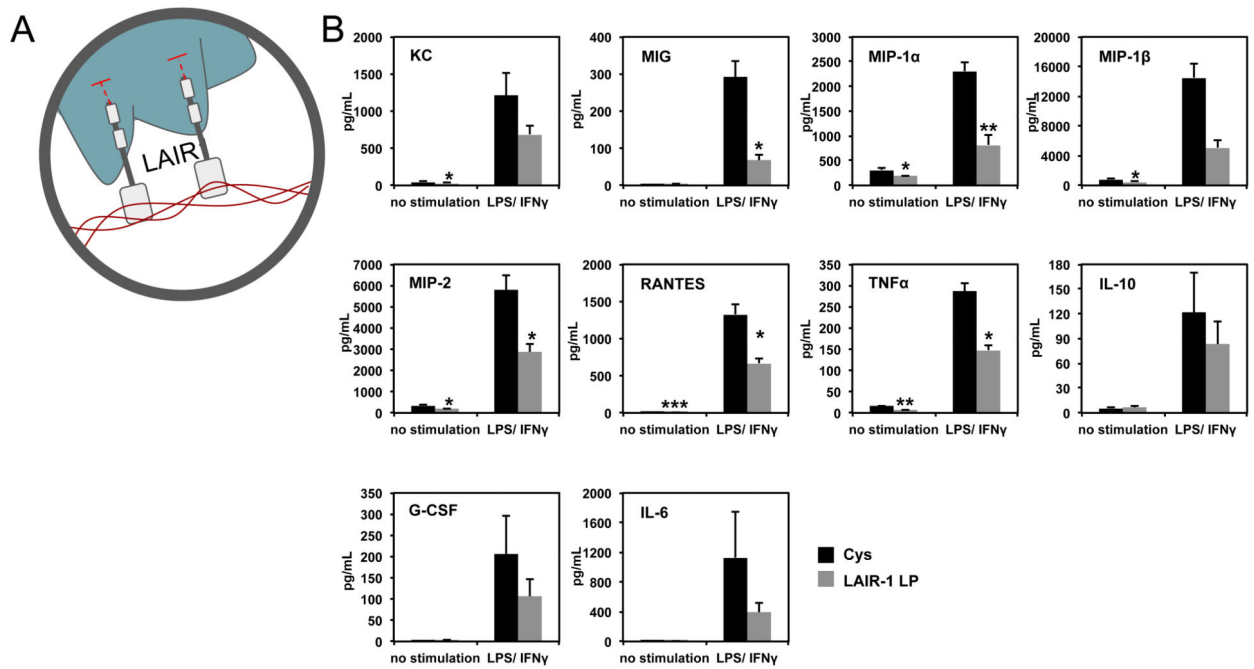 A
LAIR
B
KC
pg/mL
2000
1500
1000
500
0
*
no stimulation LPS/ IFNγ
MIG
pg/mL
400
300
200
100
0
*
no stimulation LPS/ IFNγ
MIP-1α
pg/mL
3000
2500
2000
1500
1000
500
0
*
**
no stimulation LPS/ IFNγ
MIP-1β
pg/mL
20000
16000
12000
8000
4000
0
*
no stimulation LPS/ IFNγ
MIP-2
pg/mL
7000
6000
5000
4000
3000
2000
1000
0
*
*
no stimulation LPS/ IFNγ
RANTES
pg/mL
2000
1500
1000
500
0
***
*
no stimulation LPS/ IFNγ
TNFα
pg/mL
350
300
250
200
150
100
50
0
**
*
no stimulation LPS/ IFNγ
IL-10
pg/mL
180
150
120
90
60
30
0
no stimulation LPS/ IFNγ
G-CSF
pg/mL
350
300
250
200
150
100
50
0
no stimulation LPS/ IFNγ
IL-6
pg/mL
2000
1600
1200
800
400
0
no stimulation LPS/ IFNγ
Cys
LAIR-1 LP